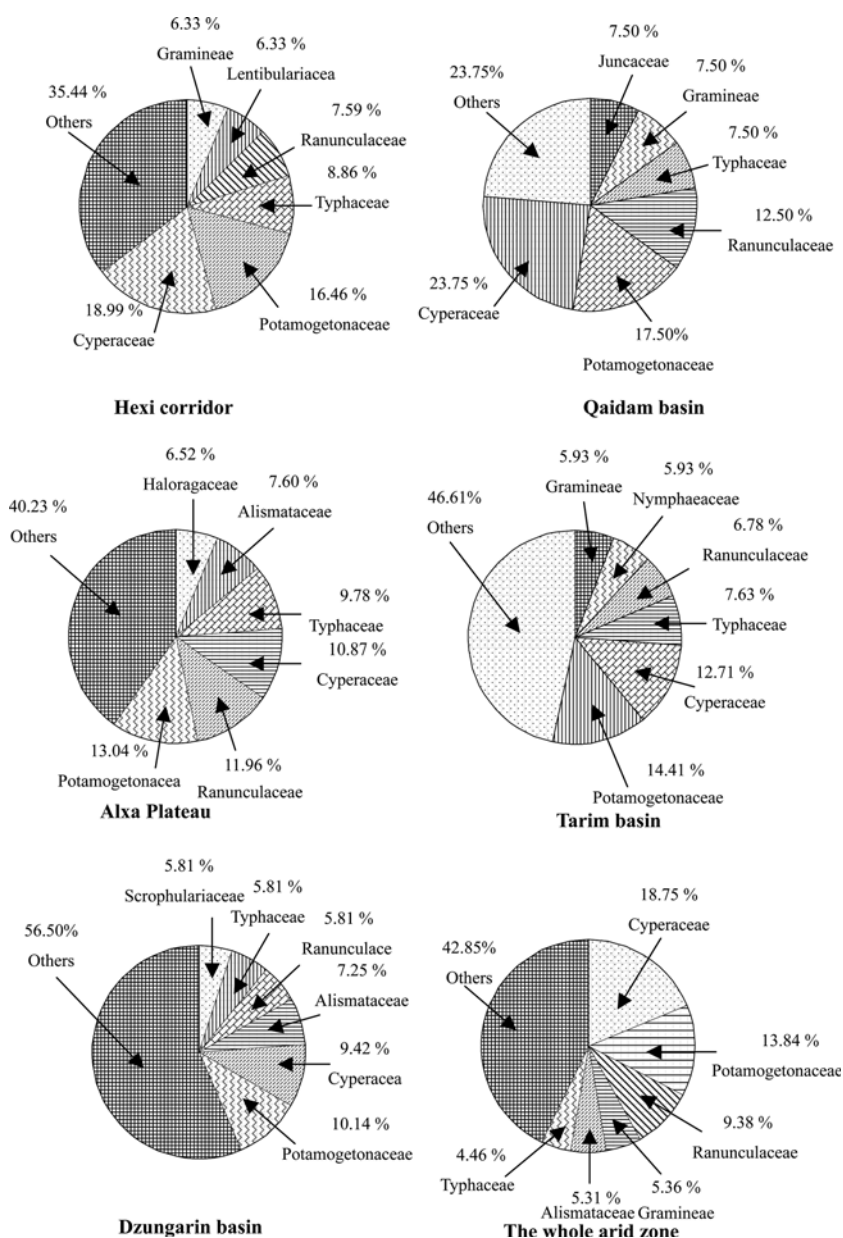 6.33 %
Gramineae
6.33 %
Lentibulariacea
7.59 %
Ranunculaceae
8.86 %
Typhaceae
16.46 %
Potamogetonaceae
18.99 %
Cyperaceae
35.44 %
Others
Hexi corridor
7.50 %
Juncaceae
7.50 %
Gramineae
7.50 %
Typhaceae
12.50 %
Ranunculaceae
17.50%
Potamogetonaceae
23.75 %
Cyperaceae
23.75%
Others
Qaidam basin
6.52 %
Haloragaceae
7.60 %
Alismataceae
9.78 %
Typhaceae
10.87 %
Cyperaceae
11.96 %
Ranunculaceae
13.04 %
Potamogetonacea
40.23 %
Others
Alxa Plateau
5.93 %
Gramineae
5.93 %
Nymphaeaceae
6.78 %
Ranunculaceae
7.63 %
Typhaceae
12.71 %
Cyperaceae
14.41 %
Potamogetonaceae
46.61%
Others
Tarim basin
5.81 %
Scrophulariaceae
5.81 %
Typhaceae
5.81 %
Ranunculace
7.25 %
Alismataceae
9.42 %
Cyperacea
10.14 %
Potamogetonaceae
56.50%
Others
Dzungarin basin
18.75 %
Cyperaceae
13.84 %
Potamogetonaceae
9.38 %
Ranunculaceae
5.36 %
Gramineae
5.31 %
Alismataceae
4.46 %
Typhaceae
42.85%
Others
The whole arid zone